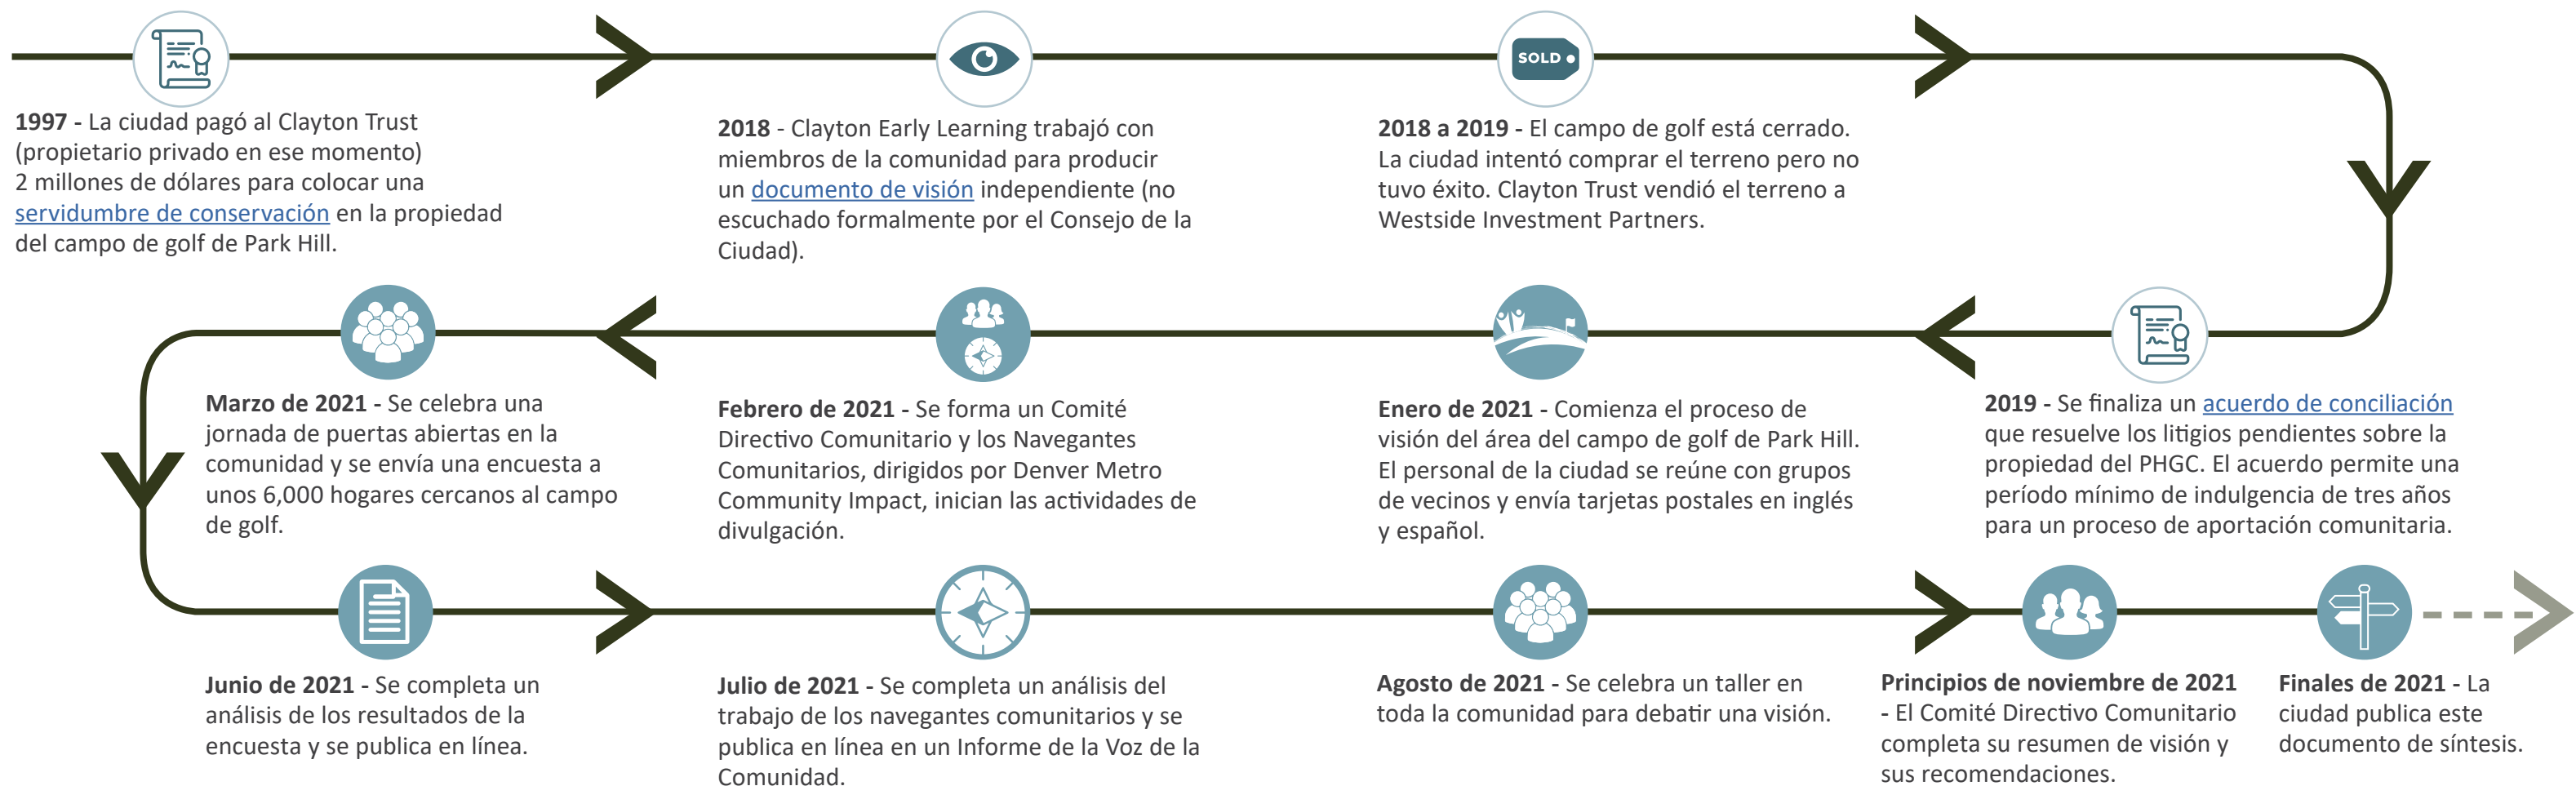 1997 - La ciudad pagó al Clayton Trust
(propietario privado en ese momento)
2 millones de dólares para colocar una
servidumbre de conservación en la propiedad
del campo de golf de Park Hill.
2018 - Clayton Early Learning trabajó con
miembros de la comunidad para producir
un documento de visión independiente (no
escuchado formalmente por el Consejo de la
Ciudad).
SOLD
2018 a 2019 - El campo de golf está cerrado.
La ciudad intentó comprar el terreno pero no
tuvo éxito. Clayton Trust vendió el terreno a
Westside Investment Partners.
2019 - Se finaliza un acuerdo de conciliación
que resuelve los litigios pendientes sobre la
propiedad del PHGC. El acuerdo permite una
período mínimo de indulgencia de tres años
para un proceso de aportación comunitaria.
Enero de 2021 - Comienza el proceso de
visión del área del campo de golf de Park Hill.
El personal de la ciudad se reúne con grupos
de vecinos y envía tarjetas postales en inglés
y español.
Febrero de 2021 - Se forma un Comité
Directivo Comunitario y los Navegantes
Comunitarios, dirigidos por Denver Metro
Community Impact, inician las actividades de
divulgación.
Marzo de 2021 - Se celebra una
jornada de puertas abiertas en la
comunidad y se envía una encuesta a
unos 6,000 hogares cercanos al campo
de golf.
Junio de 2021 - Se completa un
análisis de los resultados de la
encuesta y se publica en línea.
Julio de 2021 - Se completa un análisis del
trabajo de los navegantes comunitarios y se
publica en línea en un Informe de la Voz de la
Comunidad.
Agosto de 2021 - Se celebra un taller en
toda la comunidad para debatir una visión.
Principios de noviembre de 2021
- El Comité Directivo Comunitario
completa su resumen de visión y
sus recomendaciones.
Finales de 2021 - La
ciudad publica este
documento de síntesis.